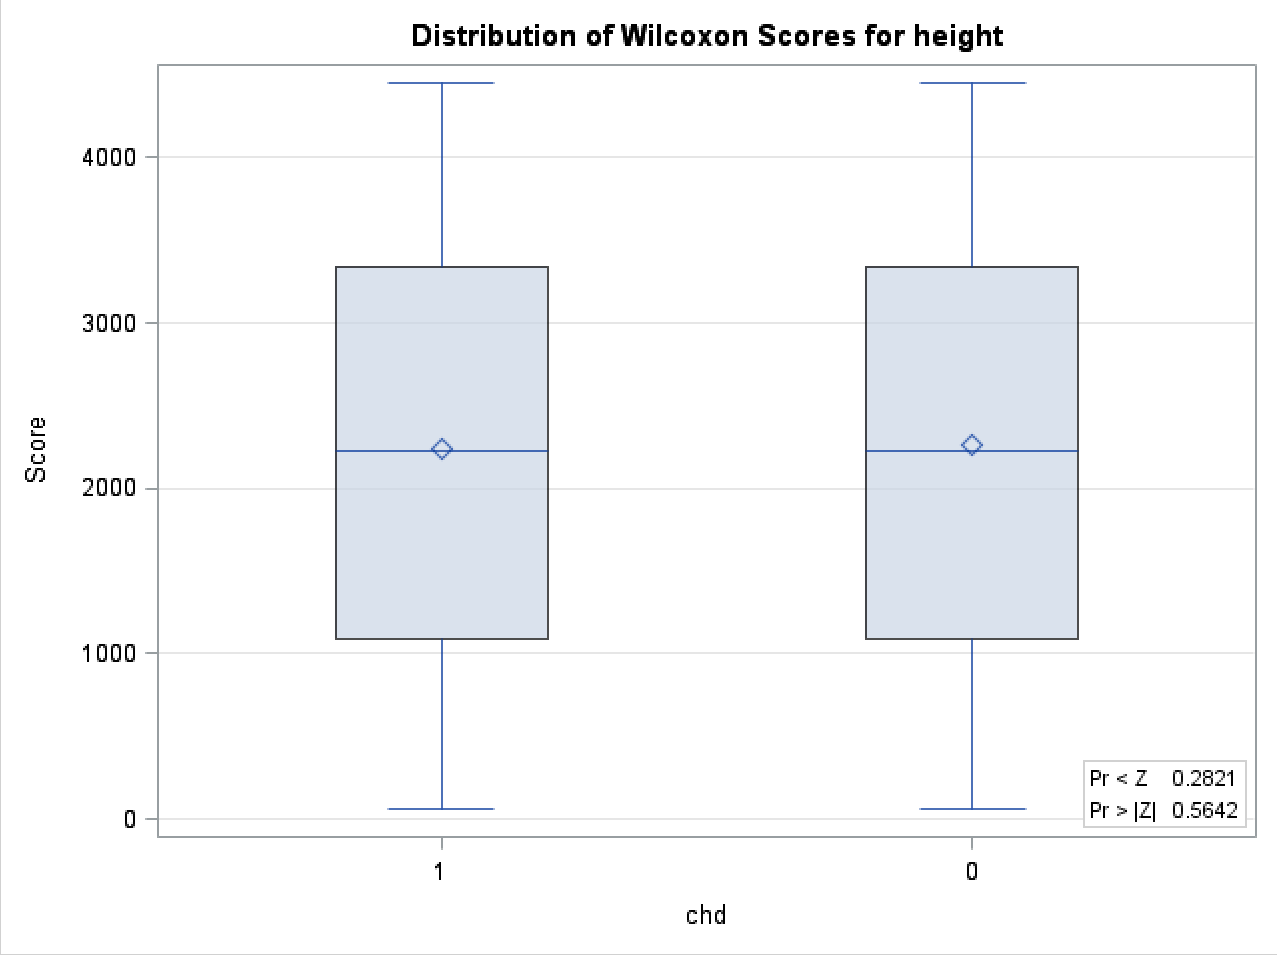 Distribution of Wilcoxon Scores for height
4000
3000
2000
1000
0
Score
Pr < Z 0.2821
Pr > |Z| 0.5642
1 0
chd